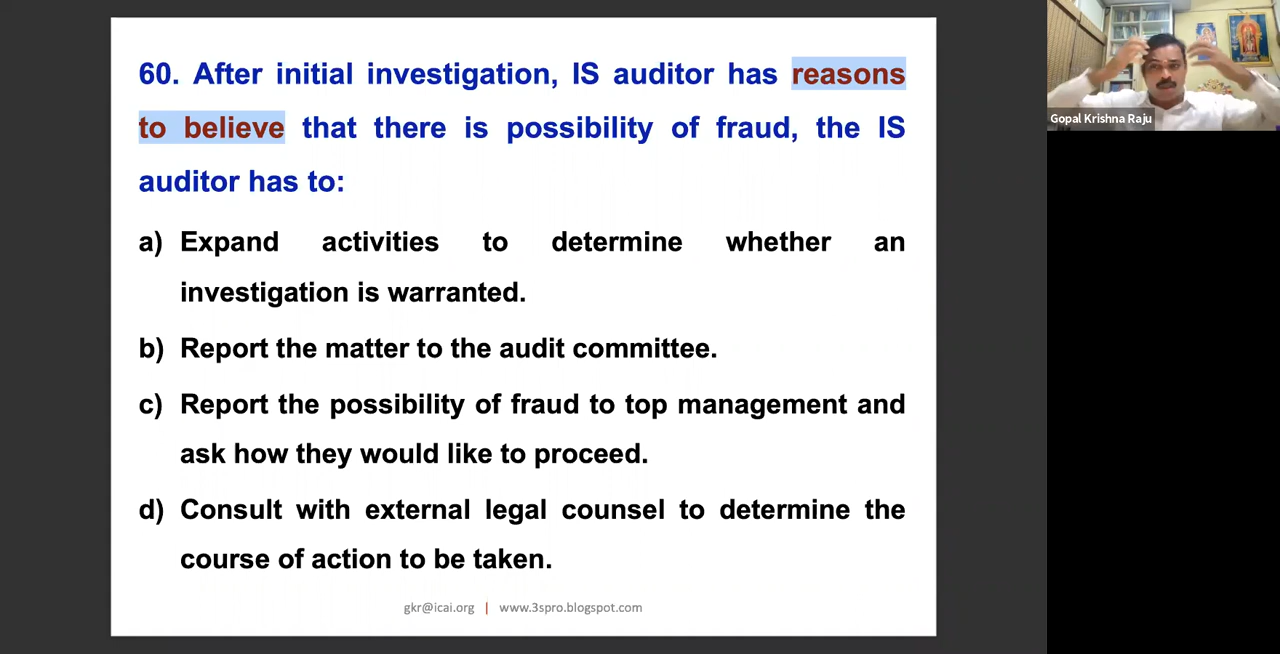 60. After initial investigation, IS auditor has reasons
to believe that there is possibility of fraud, the IS
auditor has to:
a) Expand activities to determine whether an
investigation is warranted.
b) Report the matter to the audit committee.
c) Report the possibility of fraud to top management and
ask how they would like to proceed.
d) Consult with external legal counsel to determine the
course of action to be taken.
gkr@icai.org | www.3spro.blogspot.com
Gopal Krishna Raju